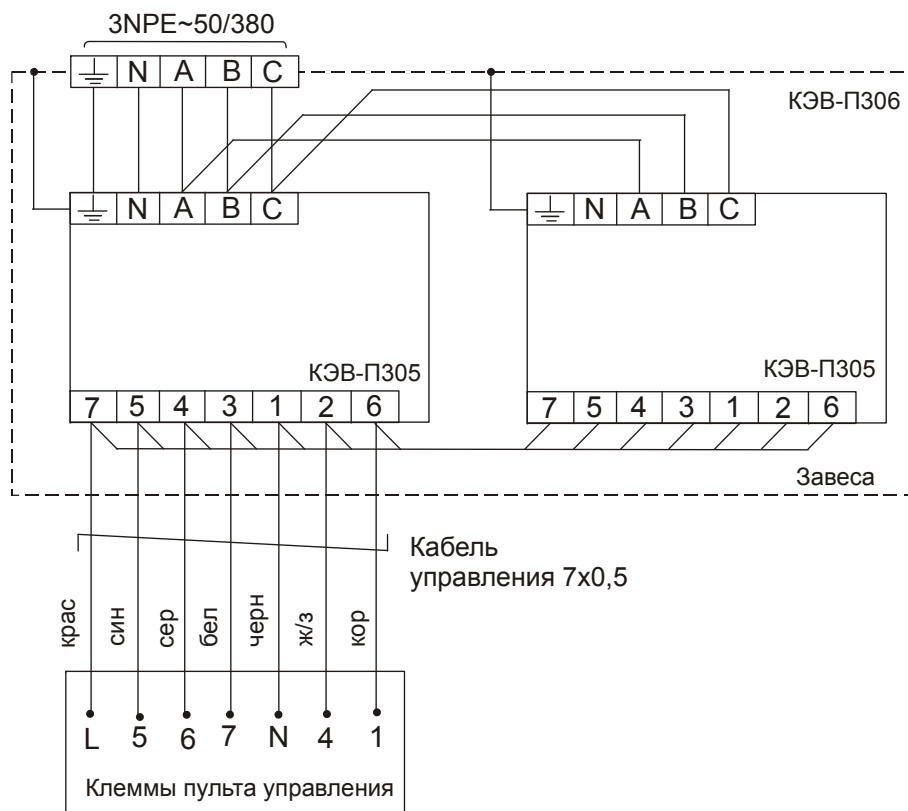 3NPE~50/380
N A B C
КЭВ-П306
N A B C
N A B C
КЭВ-П305
КЭВ-П305
7 5 4 3 1 2 6
7 5 4 3 1 2 6
Завеса
Кабель
управления 7х0,5
крас
син
сер
бел
черн
ж/з
кор
L 5 6 7 N 4 1
Клеммы пульта управления